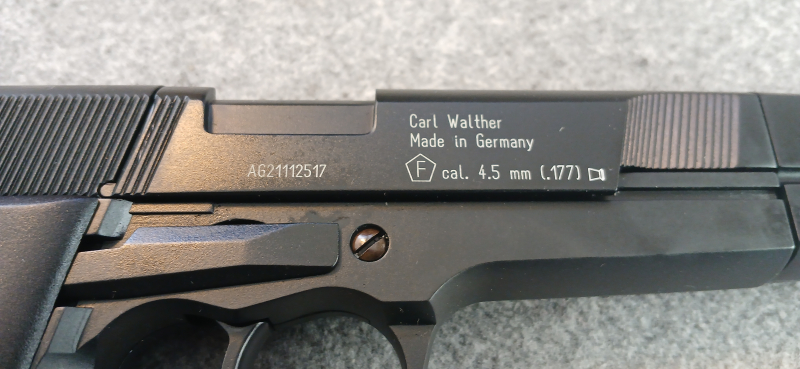 Carl Walther
Made in Germany
AG21112517
F cal. 4.5 mm (.177)